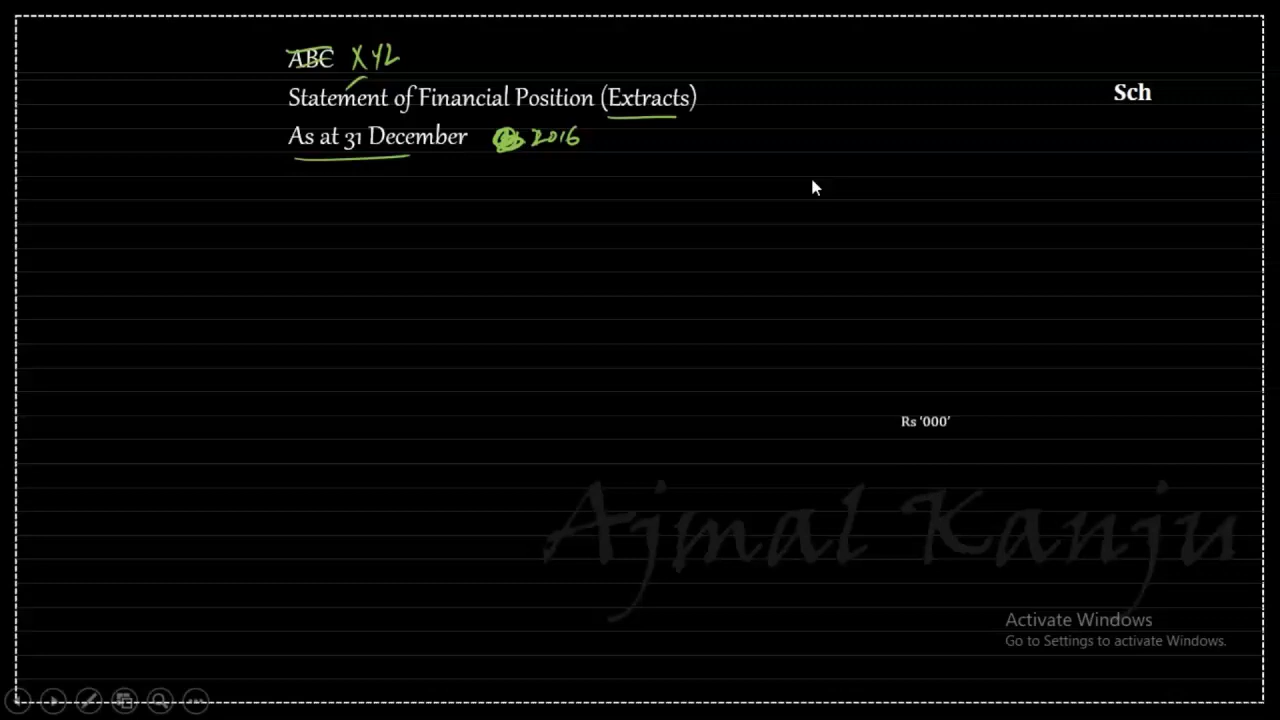 ABC XYZ
Statement of Financial Position (Extracts)
Sch
As at 31 December 2016
Rs ‘000’
Ajmal Kanju
Activate Windows
Go to Settings to activate Windows.